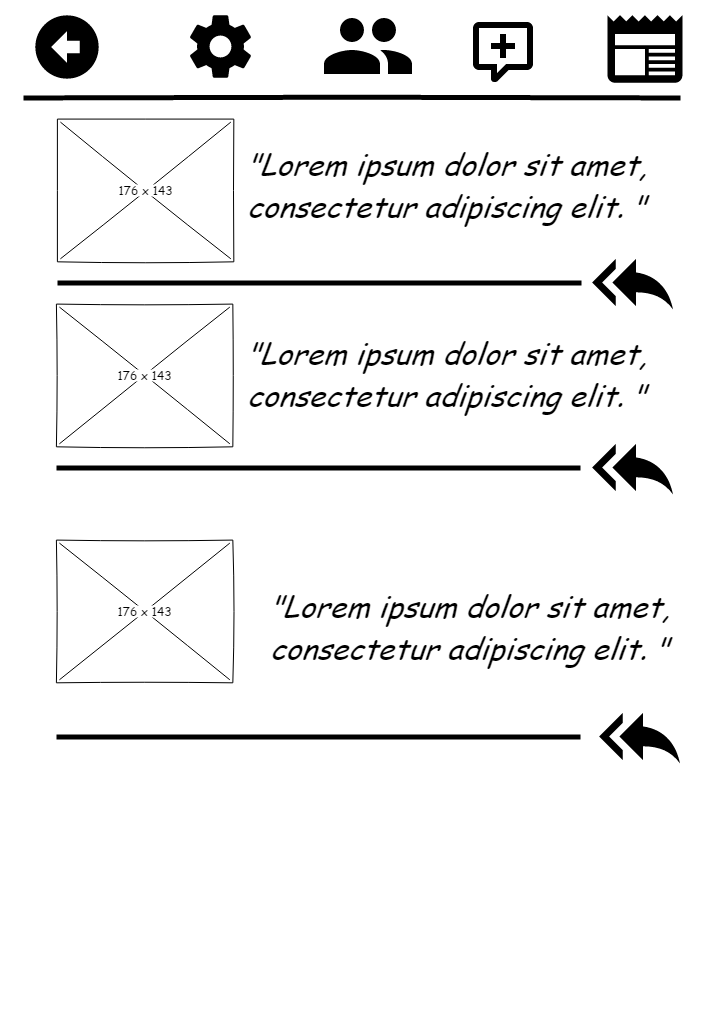 176 x 143
"Lorem ipsum dolor sit amet,
consectetur adipiscing elit. "
176 x 143
"Lorem ipsum dolor sit amet,
consectetur adipiscing elit. "
176 x 143
"Lorem ipsum dolor sit amet,
consectetur adipiscing elit. "